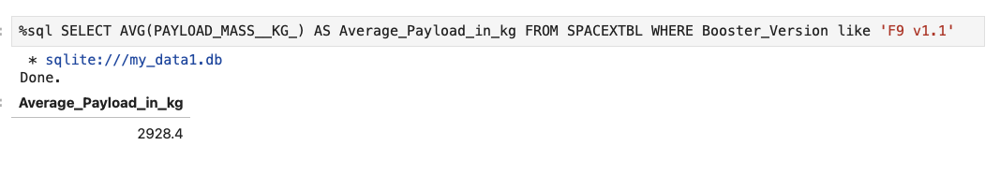 %sql SELECT AVG(PAYLOAD_MASS__KG_) AS Average_Payload_in_kg FROM SPACEXTBL WHERE Booster_Version like 'F9 v1.1'
* sqlite:///my_data1.db
Done.
Average_Payload_in_kg
2928.4